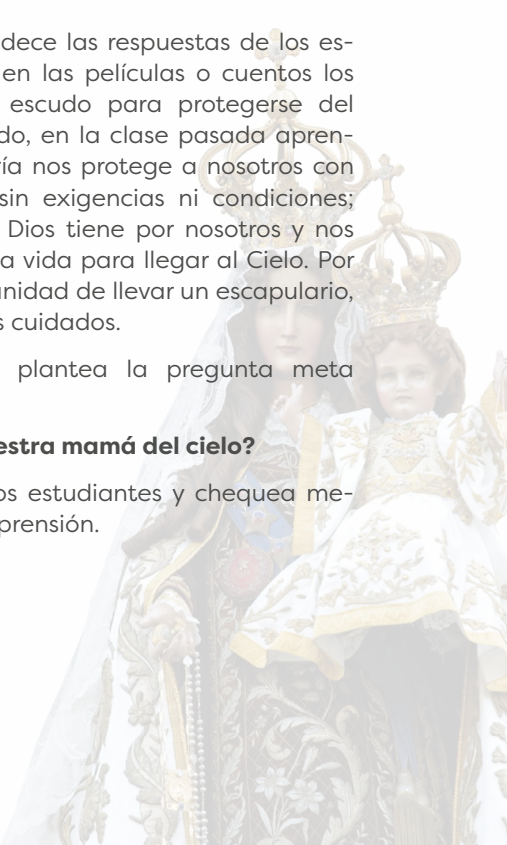 dece las respuestas de los es-
en las películas o cuentos los
escudo para protegerse del
do, en la clase pasada apren-
ría nos protege a nosotros con
sin exigencias ni condiciones;
Dios tiene por nosotros y nos
a vida para llegar al Cielo. Por
nidad de llevar un escapulario,
s cuidados.
plantea la pregunta meta
estra mamá del cielo?
os estudiantes y chequea me-
prensión.